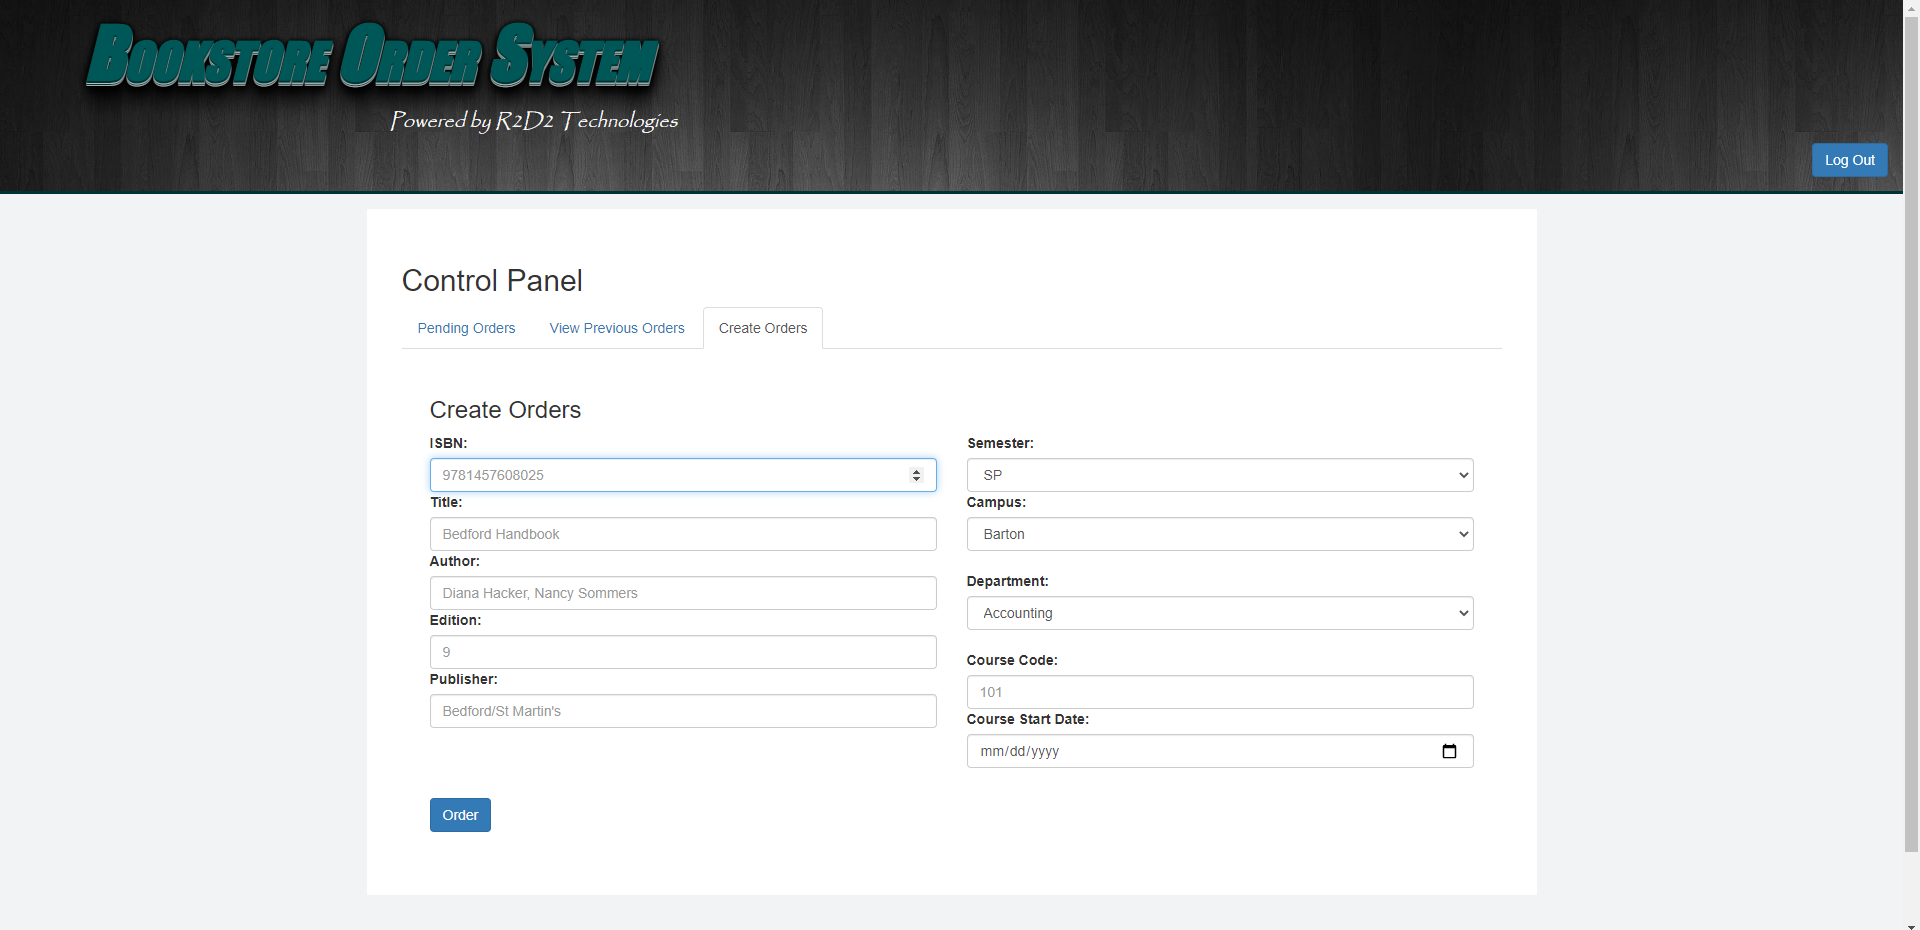 Bookstore Order System
Powered by R2D2 Technologies
Log Out
Control Panel
Pending Orders
View Previous Orders
Create Orders
Create Orders
ISBN:
9781457608025
Title:
Bedford Handbook
Author:
Diana Hacker, Nancy Sommers
Edition:
9
Publisher:
Bedford/St Martin's
Semester:
SP
Campus:
Barton
Department:
Accounting
Course Code:
101
Course Start Date:
mm/dd/yyyy
Order